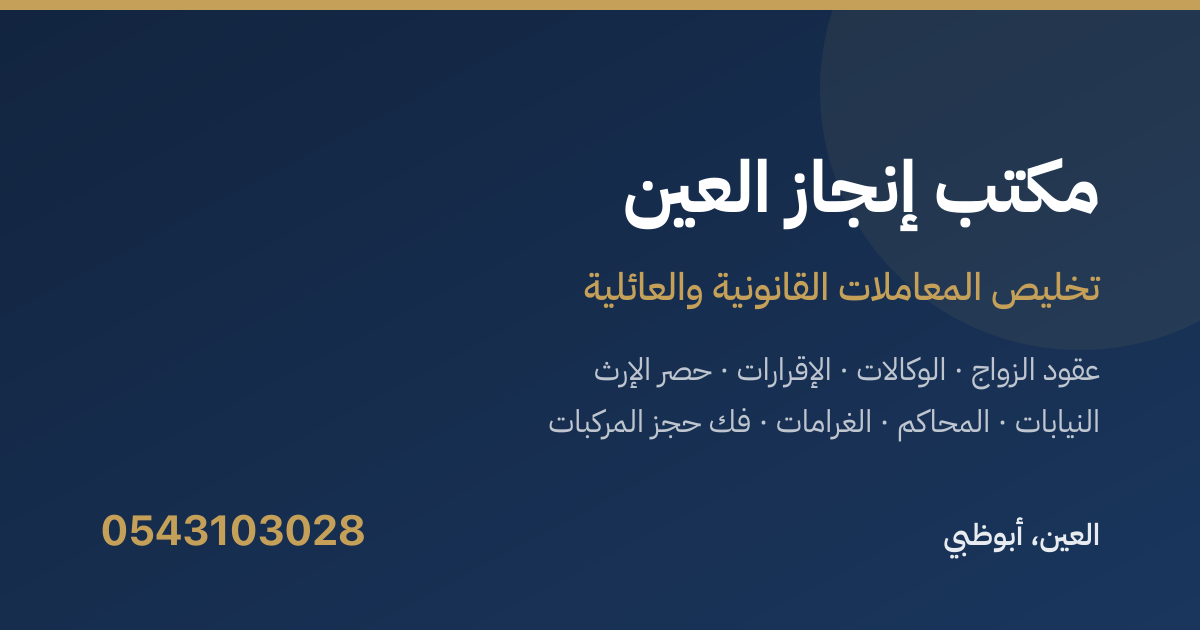 مكتب إنجاز العين
تخليص المعاملات القانونية والعائلية
عقود الزواج · الوكالات · الإقرارات · حصر الإرث
النيابات · المحاكم · الغرامات · فك حجز المركبات
العين، أبوظبي
0543103028